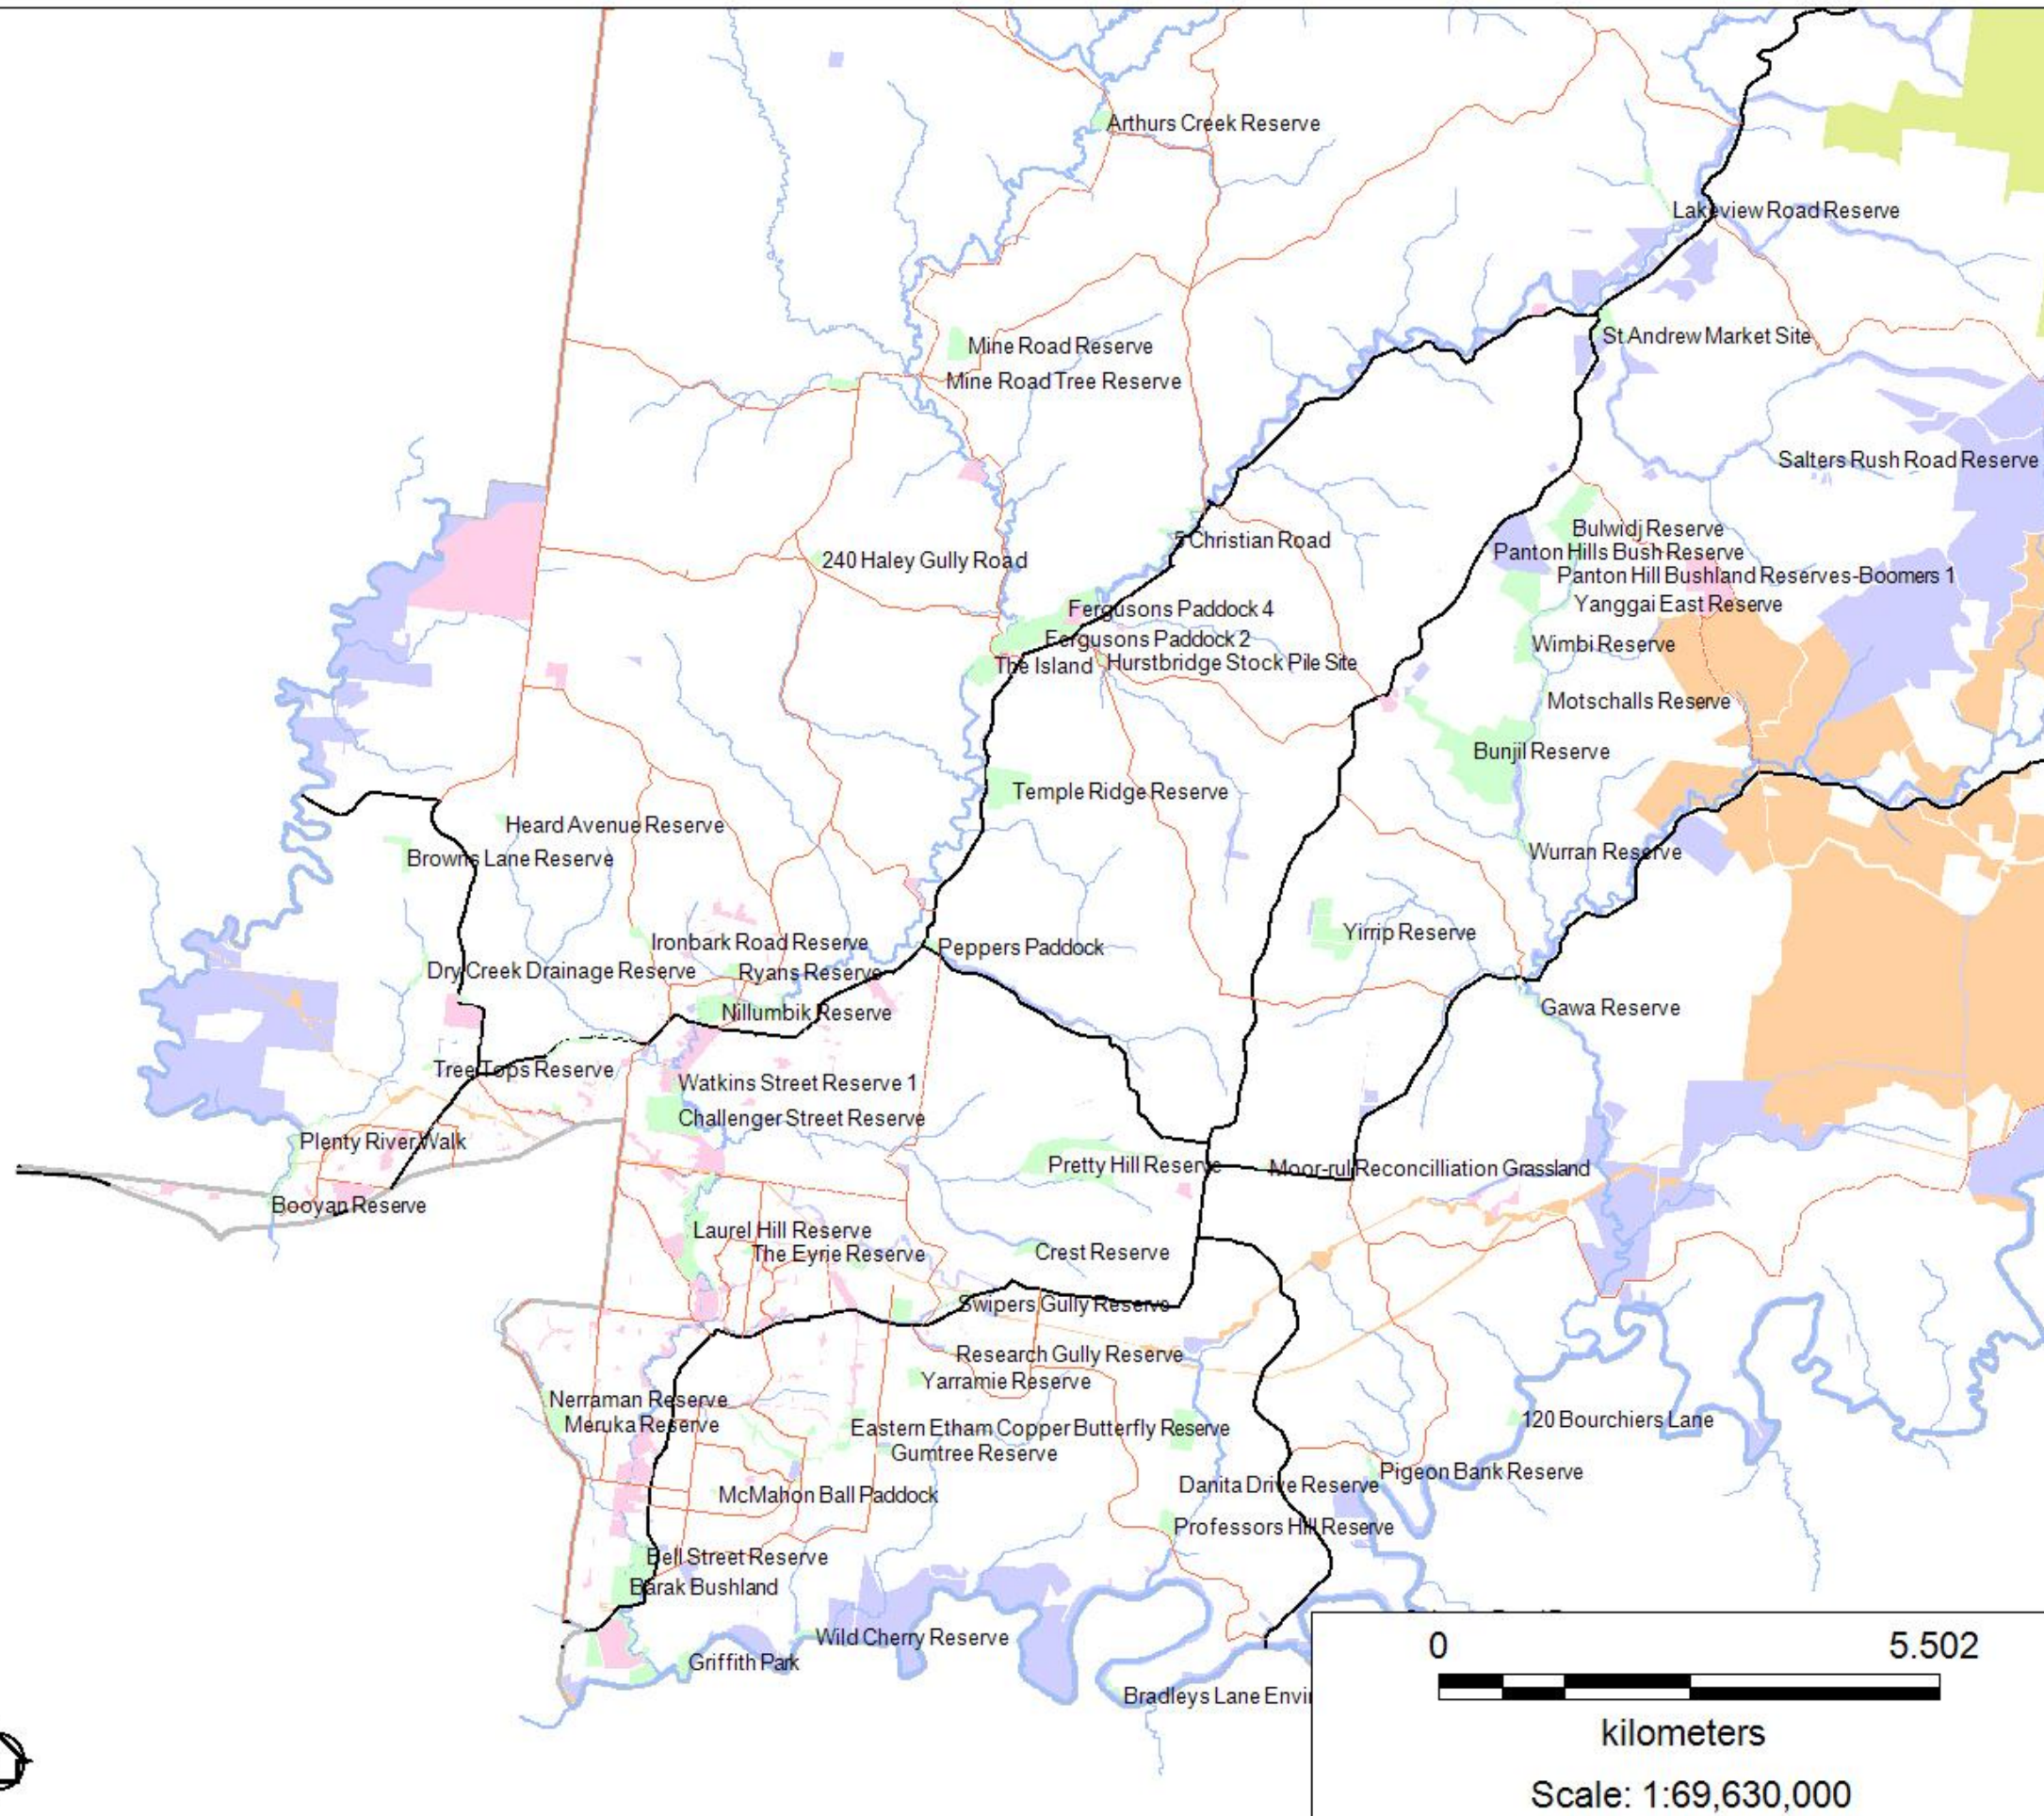 Arthurs Creek Reserve
Lakeview Road Reserve
St Andrew Market Site
Mine Road Reserve
Mine Road Tree Reserve
Salters Rush Road Reserve
Bulwidj Reserve
5 Christian Road
Panton Hills Bush Reserve
240 Haley Gully Road
Panton Hill Bushland Reserves-Boomers 1
Yanggai East Reserve
Fergusons Paddock 4
Fergusons Paddock 2
Wimbi Reserve
The Island
Hurstbridge Stock Pile Site
Motschalls Reserve
Bunjil Reserve
Temple Ridge Reserve
Heard Avenue Reserve
Browns Lane Reserve
Wurran Reserve
Yirrip Reserve
Ironbark Road Reserve
Peppers Paddock
Dry Creek Drainage Reserve
Ryans Reserve
Gawa Reserve
Nillumbik Reserve
Tree Tops Reserve
Watkins Street Reserve 1
Challenger Street Reserve
Plenty River Walk
Pretty Hill Reserve
Moor-rul Reconcilliation Grassland
Booyan Reserve
Laurel Hill Reserve
The Eyrie Reserve
Crest Reserve
Swipers Gully Reserve
Research Gully Reserve
Yarramie Reserve
Nerraman Reserve
Meruka Reserve
120 Bourchiers Lane
Eastern Etham Copper Butterfly Reserve
Gumtree Reserve
Pigeon Bank Reserve
Danita Drive Reserve
McMahon Ball Paddock
Professors Hill Reserve
Bell Street Reserve
Barak Bushland
Wild Cherry Reserve
Griffith Park
Bradleys Lane Envi
0 5.502
kilometers
Scale: 1:69,630,000